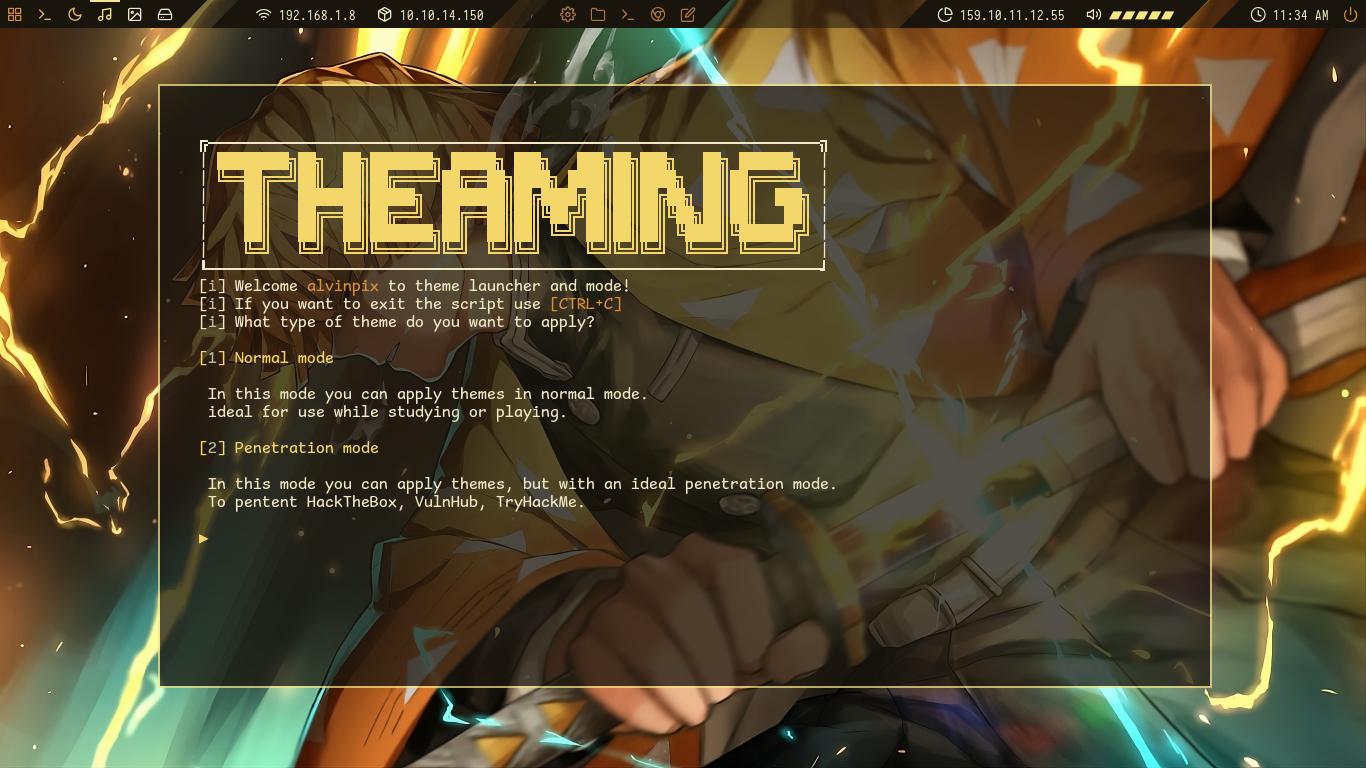 192.168.1.8 10.10.14.150 159.10.11.12.55 11:34 AM
THEAMING
[i] Welcome alvinpix to theme launcher and mode!
[i] If you want to exit the script use [CTRL+C]
[i] What type of theme do you want to apply?
[1] Normal mode
In this mode you can apply themes in normal mode.
ideal for use while studying or playing.
[2] Penetration mode
In this mode you can apply themes, but with an ideal penetration mode.
To pentent HackTheBox, VulnHub, TryHackMe.